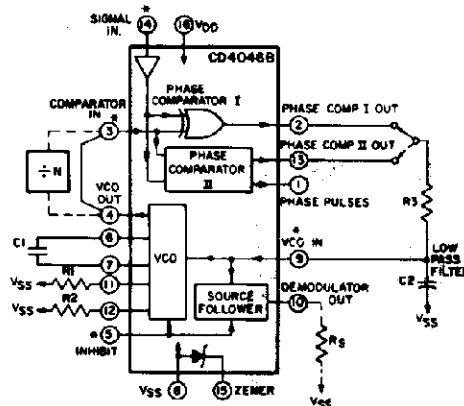 *
SIGNAL
IN.
14
16
VDD
CD4046B
PHASE
COMPARATOR I
COMPARATOR
IN
*
3
PHASE COMP I OUT
2
PHASE COMP II OUT
13
PHASE
COMPARATOR
II
1
PHASE PULSES
÷N
VCO
OUT
4
R3
6
C1
7
VCO
*
VCO IN
9
LOW
PASS
FILTER
C2
VSS
VSS
R1
11
SOURCE
FOLLOWER
DEMODULATOR
OUT
10
VSS
R2
12
*
5
INHIBIT
RS
VSS
VSS
8
15
ZENER